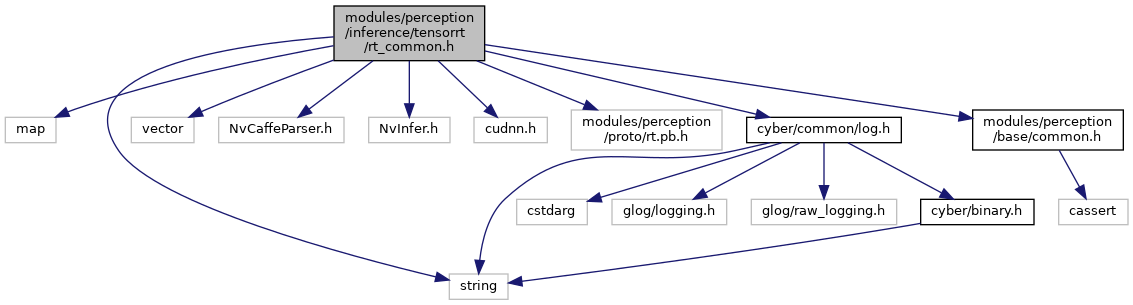 modules/perception
/inference/tensorrt
/rt_common.h
map
vector
NvCaffeParser.h
NvInfer.h
cudnn.h
modules/perception
/proto/rt.pb.h
cyber/common/log.h
modules/perception
/base/common.h
cstdarg
glog/logging.h
glog/raw_logging.h
cyber/binary.h
cassert
string